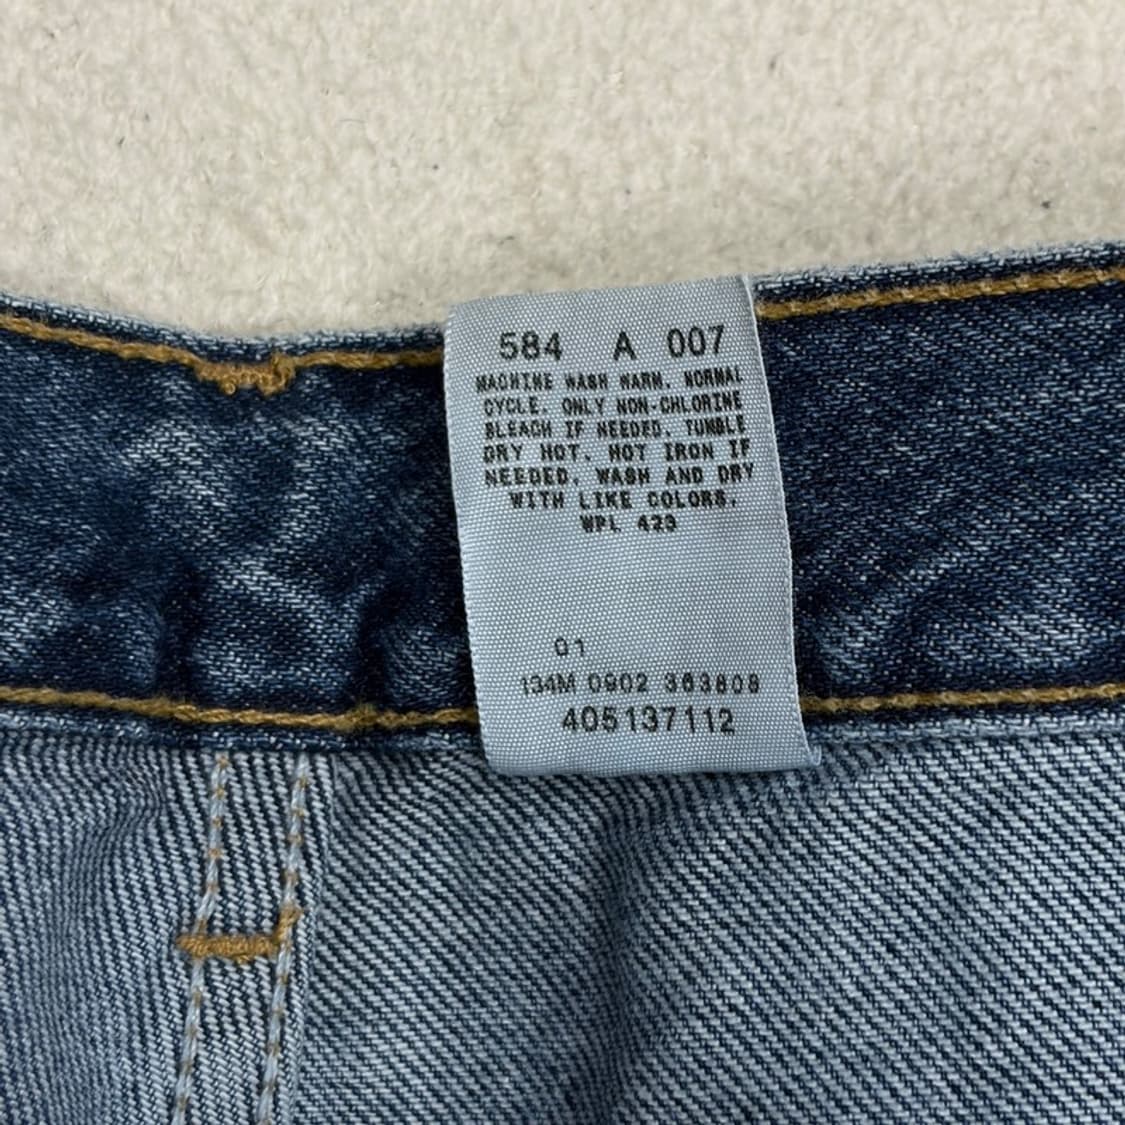 584 A 007
MACHINE WASH WARM. NORMAL
CYCLE. ONLY NON-CHLORINE
BLEACH IF NEEDED. TUMBLE
DRY HOT. HOT IRON IF
NEEDED. WASH AND DRY
WITH LIKE COLORS.
WPL 423
01
134M 0902 363808
405137112